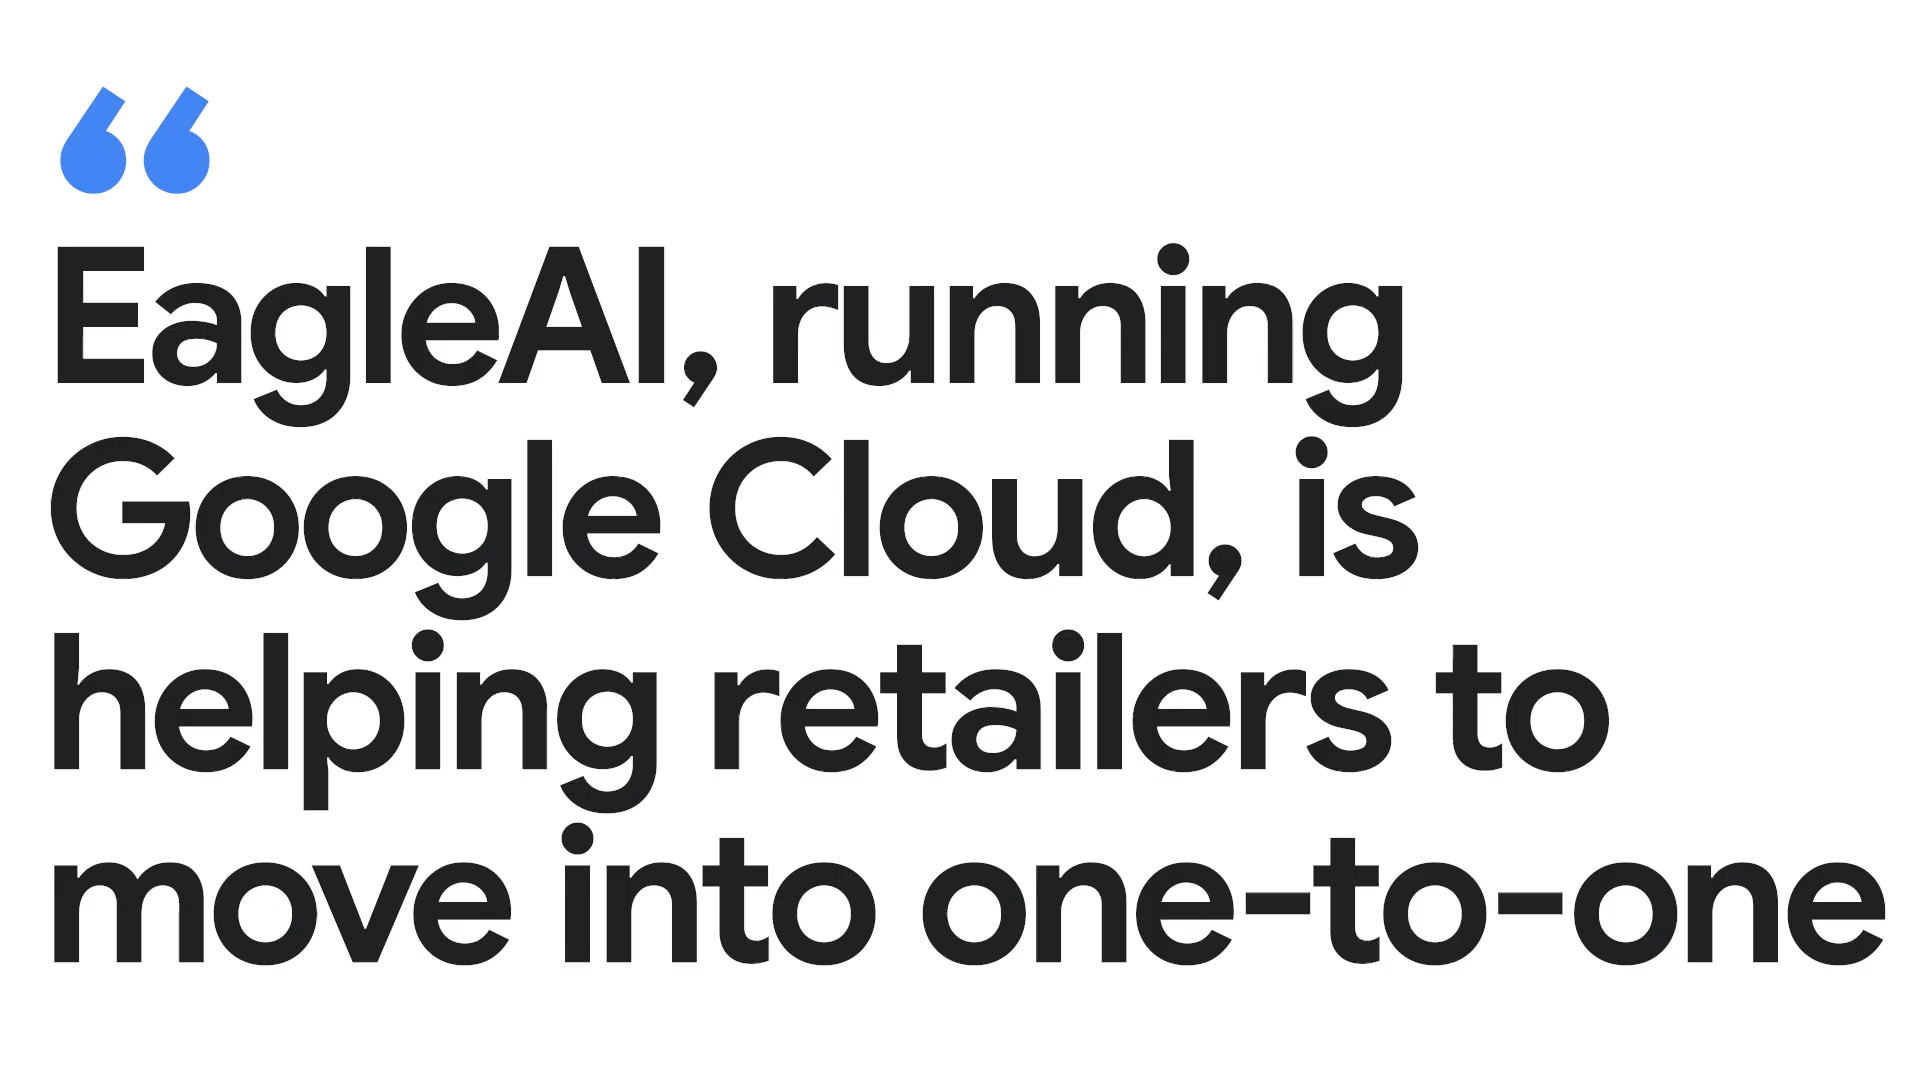 “
EagleAI, running
Google Cloud, is
helping retailers to
move into one-to-one